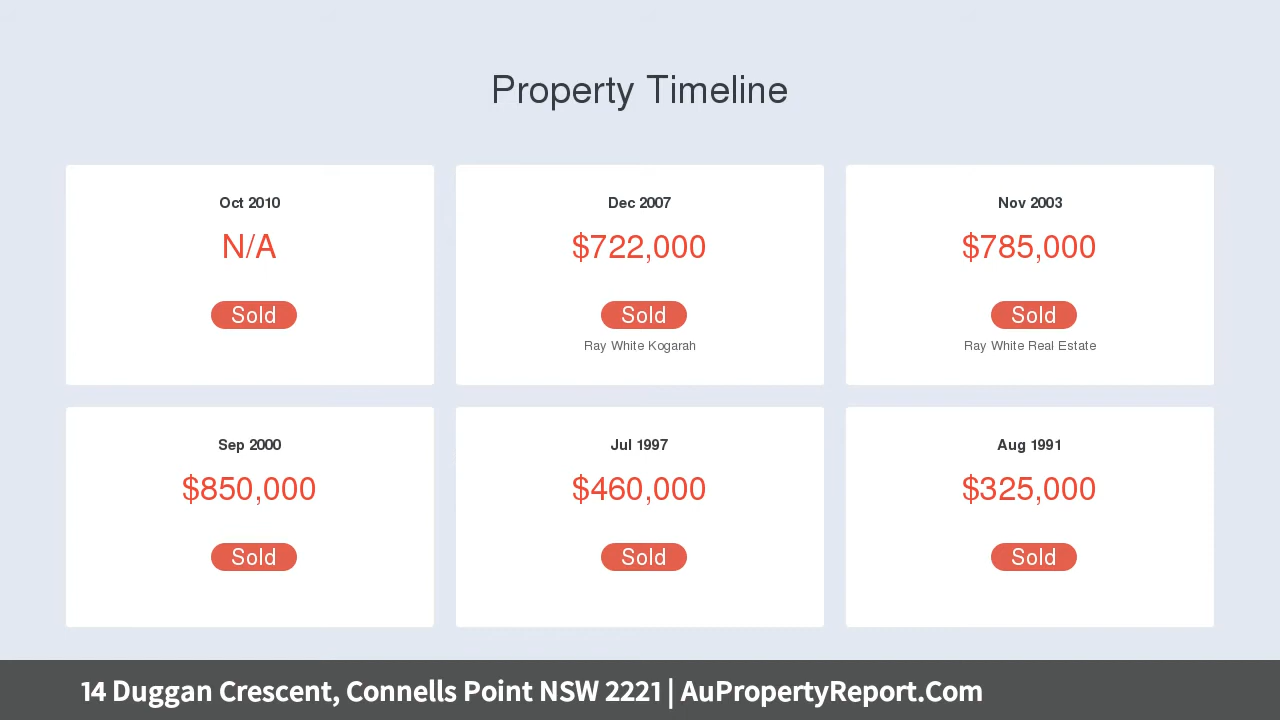 Property Timeline
Oct 2010
N/A
Sold
Dec 2007
$722,000
Sold
Ray White Kogarah
Nov 2003
$785,000
Sold
Ray White Real Estate
Sep 2000
$850,000
Sold
Jul 1997
$460,000
Sold
Aug 1991
$325,000
Sold
14 Duggan Crescent, Connells Point NSW 2221 | AuPropertyReport.Com